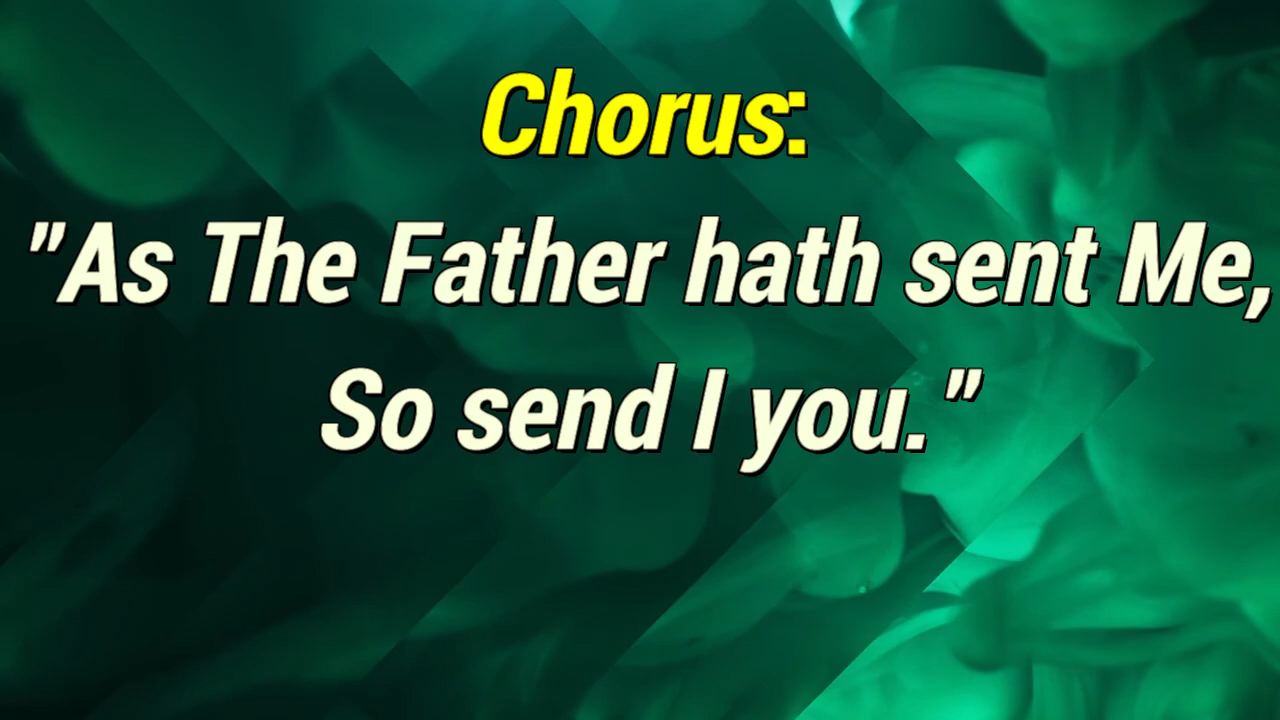 Chorus:
"As The Father hath sent Me,
So send I you."